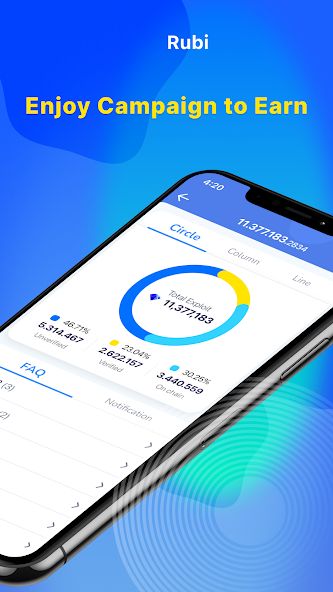 Rubi
Enjoy Campaign to Earn
4:20
11.377.183.2634
Circle
Column
Line
Total Exploit
11,377,183
46.71%
5.314.467
Unverified
23.04%
2.622.157
Verified
30.25%
3.440.559
On chain
FAQ
Notification
(3)
(2)